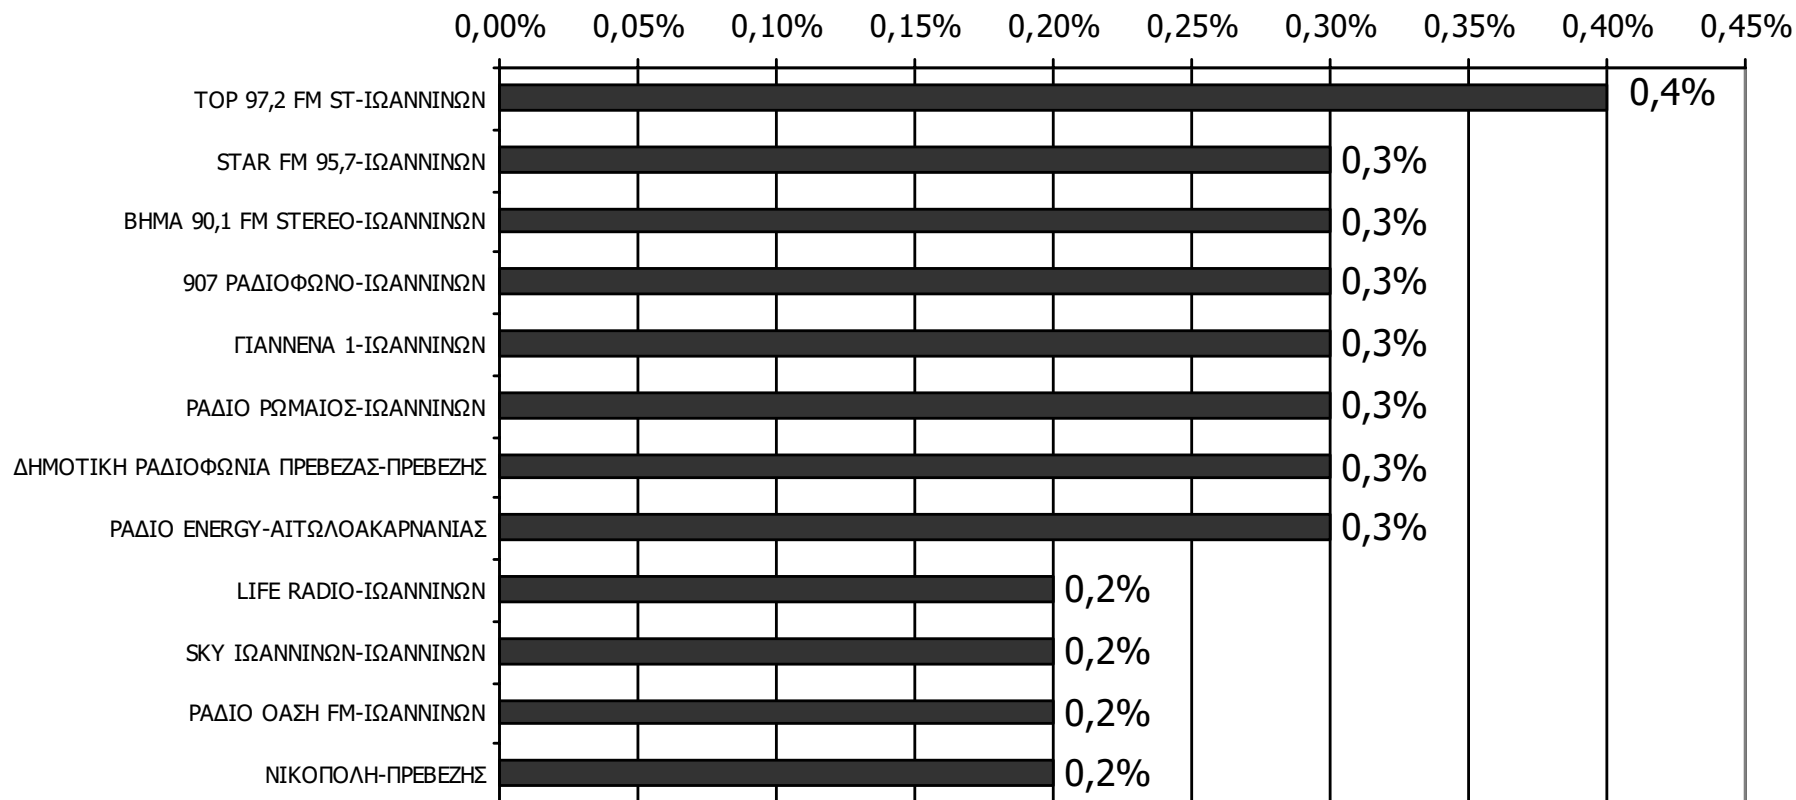 0,00% 0,05% 0,10% 0,15% 0,20% 0,25% 0,30% 0,35% 0,40% 0,45%
TOP 97,2 FM ST-ΙΩΑΝΝΙΝΩΝ 0,4%
STAR FM 95,7-ΙΩΑΝΝΙΝΩΝ 0,3%
ΒΗΜΑ 90,1 FM STEREO-ΙΩΑΝΝΙΝΩΝ 0,3%
907 ΡΑΔΙΟΦΩΝΟ-ΙΩΑΝΝΙΝΩΝ 0,3%
ΓΙΑΝΝΕΝΑ 1-ΙΩΑΝΝΙΝΩΝ 0,3%
ΡΑΔΙΟ ΡΩΜΑΙΟΣ-ΙΩΑΝΝΙΝΩΝ 0,3%
ΔΗΜΟΤΙΚΗ ΡΑΔΙΟΦΩΝΙΑ ΠΡΕΒΕΖΑΣ-ΠΡΕΒΕΖΗΣ 0,3%
ΡΑΔΙΟ ENERGY-ΑΙΤΩΛΟΑΚΑΡΝΑΝΙΑΣ 0,3%
LIFE RADIO-ΙΩΑΝΝΙΝΩΝ 0,2%
SKY ΙΩΑΝΝΙΝΩΝ-ΙΩΑΝΝΙΝΩΝ 0,2%
ΡΑΔΙΟ ΟΑΣΗ FM-ΙΩΑΝΝΙΝΩΝ 0,2%
ΝΙΚΟΠΟΛΗ-ΠΡΕΒΕΖΗΣ 0,2%